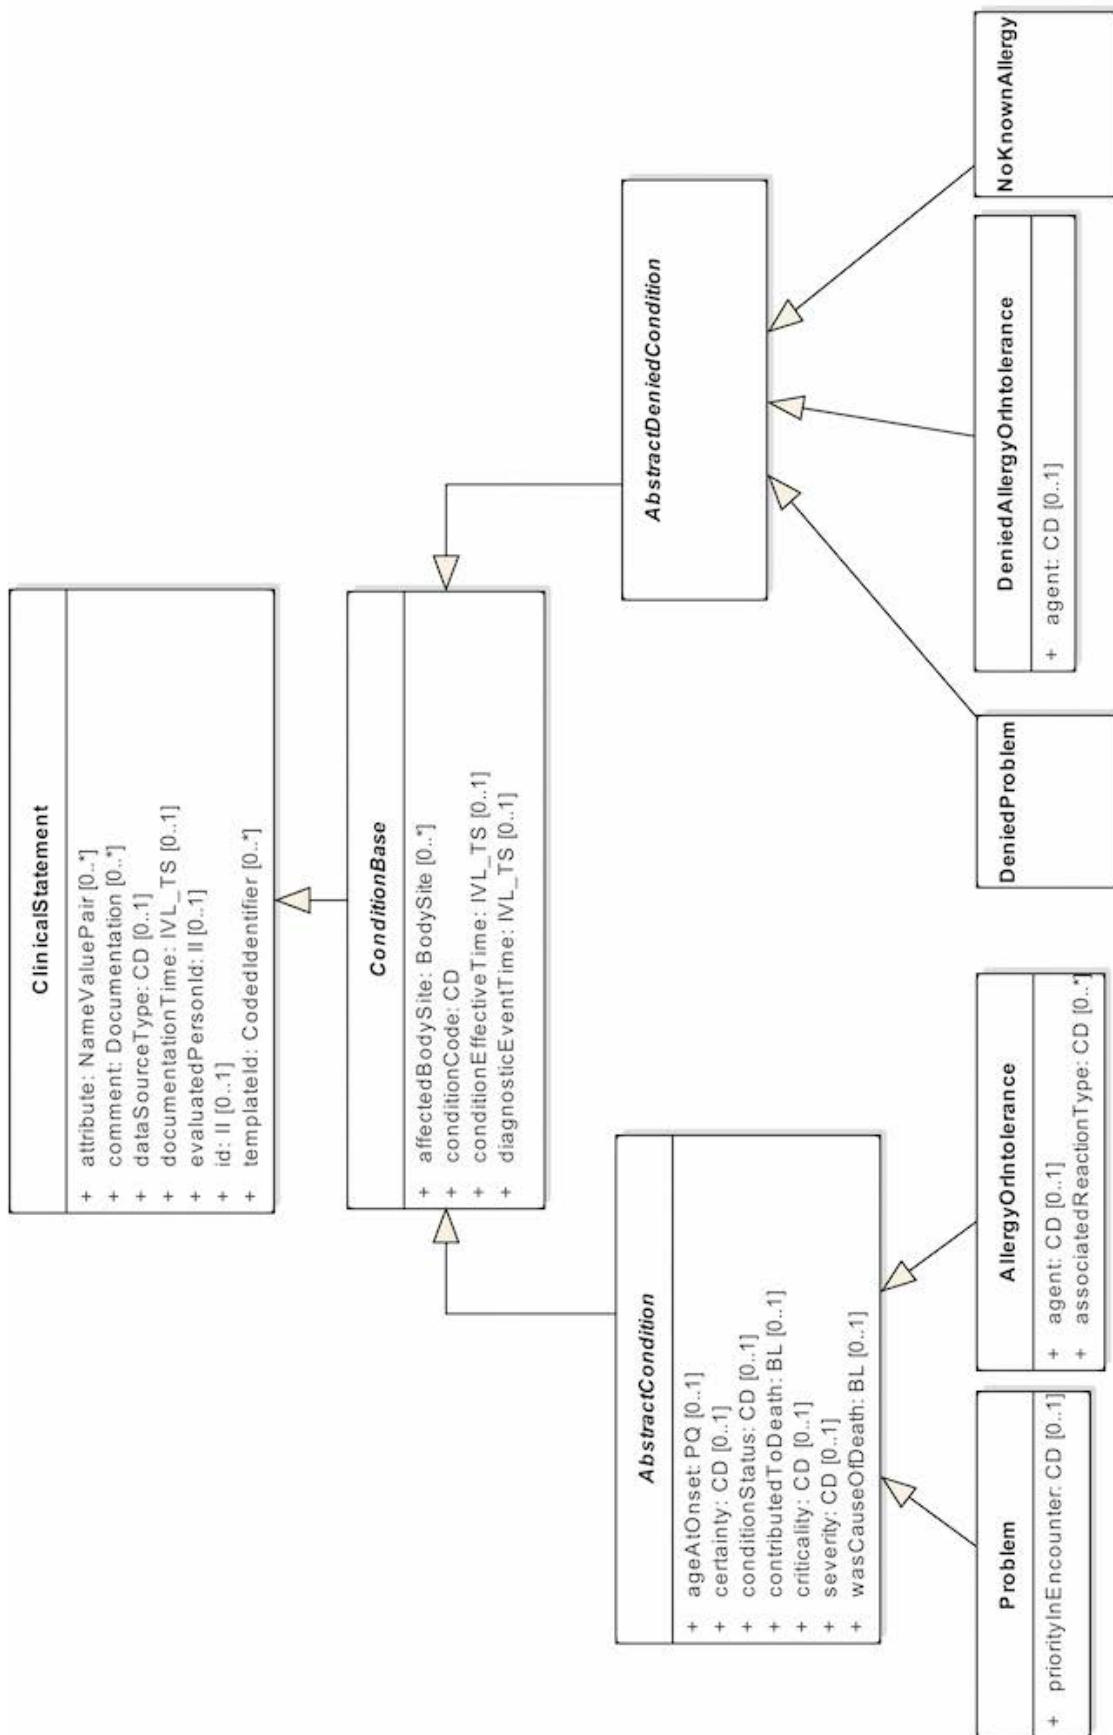 ClinicalStatement
+ attribute: NameValuePair [0..*]
+ comment: Documentation [0..*]
+ dataSourceType: CD [0..1]
+ documentationTime: IVL_TS [0..1]
+ evaluatedPersonId: II [0..1]
+ id: II [0..1]
+ templateId: CodedIdentifier [0..*]
ConditionBase
+ affectedBodySite: BodySite [0..*]
+ conditionCode: CD
+ conditionEffectiveTime: IVL_TS [0..1]
+ diagnosticEventTime: IVL_TS [0..1]
AbstractCondition
+ ageAtOnset: PQ [0..1]
+ certainty: CD [0..1]
+ conditionStatus: CD [0..1]
+ contributedToDeath: BL [0..1]
+ criticality: CD [0..1]
+ severity: CD [0..1]
+ wasCauseOfDeath: BL [0..1]
AbstractDeniedCondition
Problem
+ priorityInEncounter: CD [0..1]
AllergyOrIntolerance
+ agent: CD [0..1]
+ associatedReactionType: CD [0..*]
DeniedProblem
DeniedAllergyOrIntolerance
+ agent: CD [0..1]
NoKnownAllergy